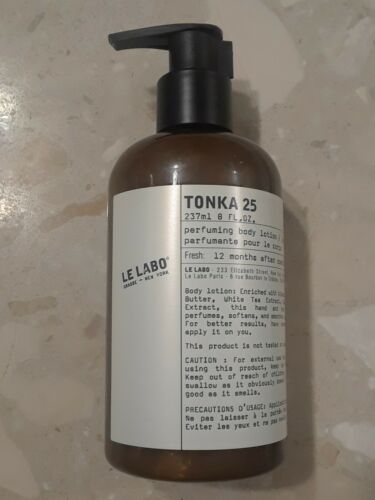 LE LABO®
GRASSE — NEW YORK
TONKA 25
237ml 8 FL.OZ.
perfuming body lotion
parfumante pour le corps
Fresh: 12 months after
LE LABO - 233 Elizabeth Street, New
Le Labo Paris - 6 rue Bourbon le
Body lotion: Enriched with
Butter, White Tea Extract,
Extract, this hand and
perfumes, softens, and
For better results, have
apply it on you.
This product is not tested
CAUTION : For external use
using this product, keep
Keep out of reach of
swallow as it obviously
good as it smells.
PRÉCAUTIONS D'USAGE:
Ne pas laisser à la portée
Eviter les yeux et ne